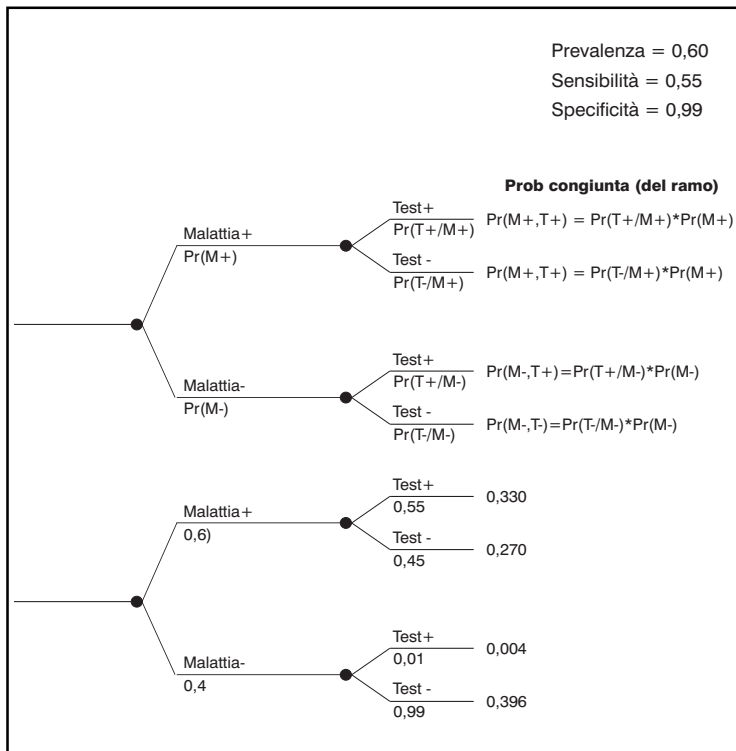 Prevalenza = 0,60
Sensibilità = 0,55
Specificità = 0,99
Prob congiunta (del ramo)
Test+
Pr(T+/M+)
Pr(M+,T+) = Pr(T+/M+)*Pr(M+)
Malattia+
Pr(M+)
Test -
Pr(T-/M+)
Pr(M+,T+) = Pr(T-/M+)*Pr(M+)
Test+
Pr(T+/M-)
Pr(M-,T+)=Pr(T+/M-)*Pr(M-)
Malattia-
Pr(M-)
Test -
Pr(T-/M-)
Pr(M-,T-)=Pr(T-/M-)*Pr(M-)
Test+
0,55
0,330
Malattia+
0,6)
Test -
0,45
0,270
Test+
0,01
0,004
Malattia-
0,4
Test -
0,99
0,396